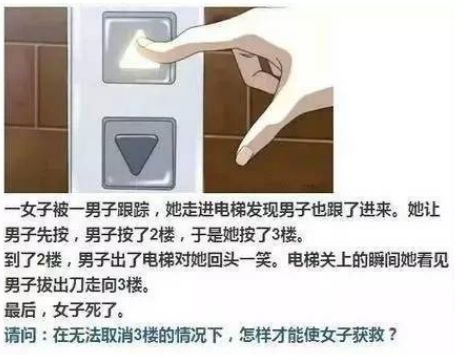 一女子被一男子跟踪，她走进电梯发现男子也跟了进来。她让
男子先按，男子按了2楼，于是她按了3楼。
到了2楼，男子出了电梯对她回头一笑。电梯关上的瞬间她看见
男子拔出刀走向3楼。
最后，女子死了。
请问：在无法取消3楼的情况下，怎样才能使女子获救？